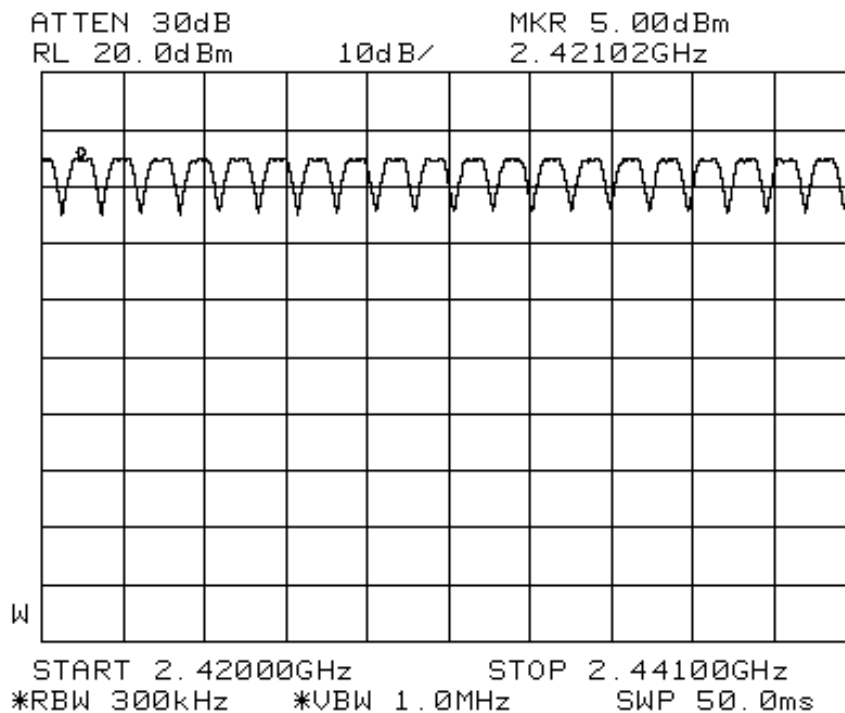 ATTEN 30dB MKR 5.00dBm
RL 20.0dBm 10dB/ 2.42102GHz
W
START 2.42000GHz STOP 2.44100GHz
*RBW 300kHz *VBW 1.0MHz SWP 50.0ms